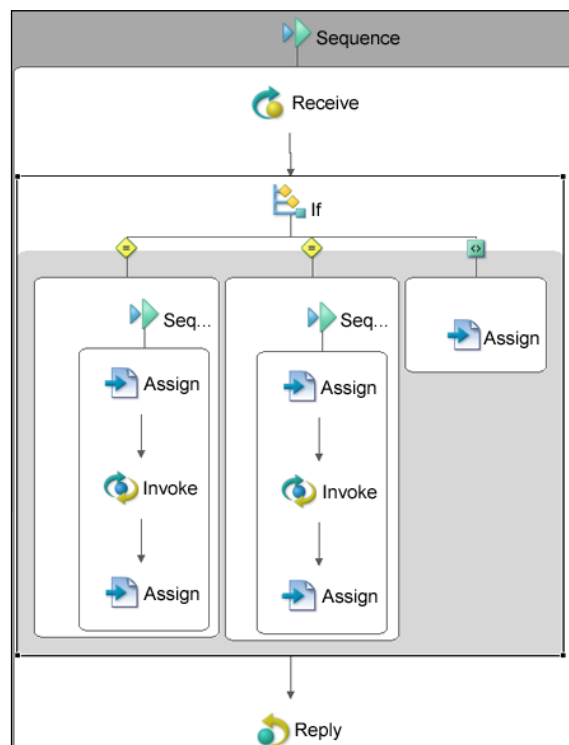 Sequence
Receive
If
Seq...
Seq...
Assign
Assign
Assign
Invoke
Invoke
Assign
Assign
Reply